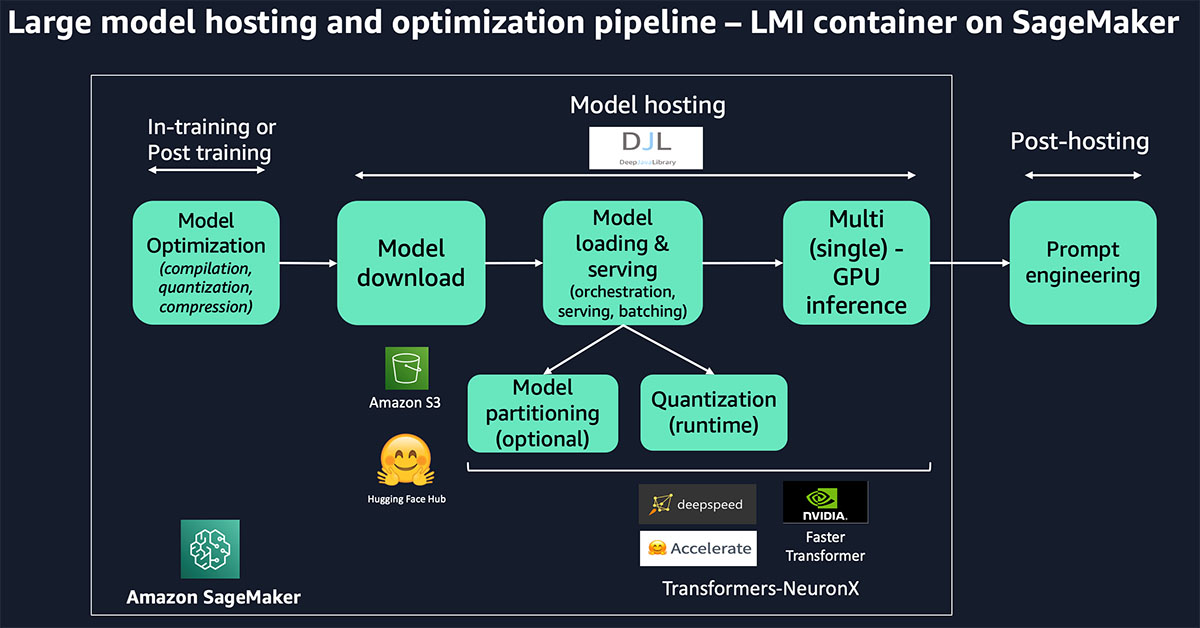 Large model hosting and optimization pipeline – LMI container on SageMaker
In-training or
Post training
Model hosting
DJL
DeepJavaLibrary
Post-hosting
Model
Optimization
(compilation,
quantization,
compression)
Model
download
Model
loading &
serving
(orchestration,
serving, batching)
Multi
(single) -
GPU
inference
Prompt
engineering
Amazon S3
Hugging Face Hub
Model
partitioning
(optional)
Quantization
(runtime)
deepspeed
Accelerate
NVIDIA.
Faster
Transformer
Transformers-NeuronX
Amazon SageMaker